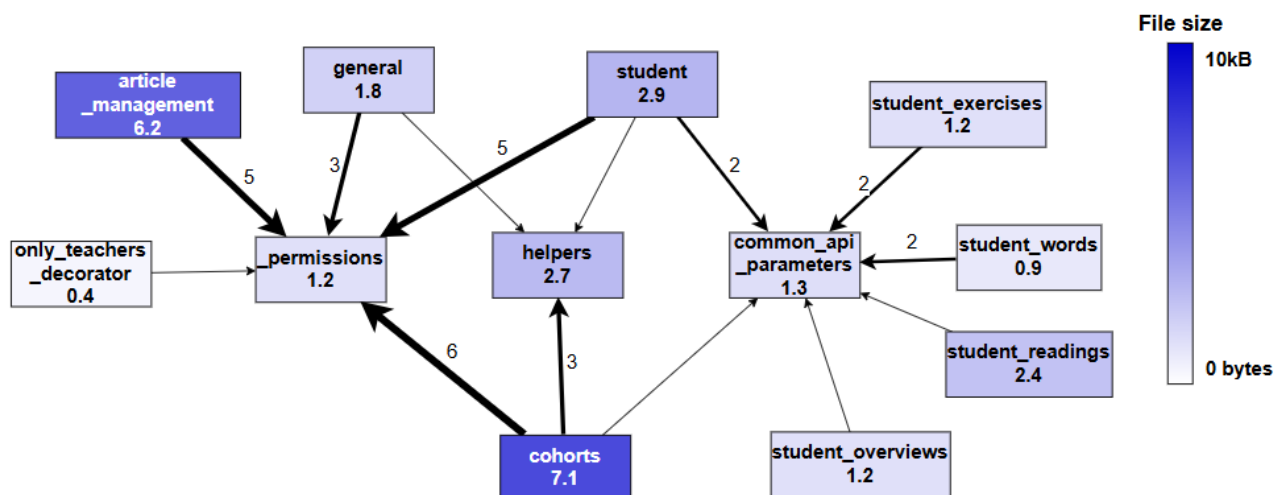 File size
10kB
0 bytes
article
_management
6.2
general
1.8
student
2.9
student_exercises
1.2
5
3
5
2
2
only_teachers
_decorator
0.4
_permissions
1.2
helpers
2.7
common_api
_parameters
1.3
2
student_words
0.9
student_readings
2.4
6
3
cohorts
7.1
student_overviews
1.2